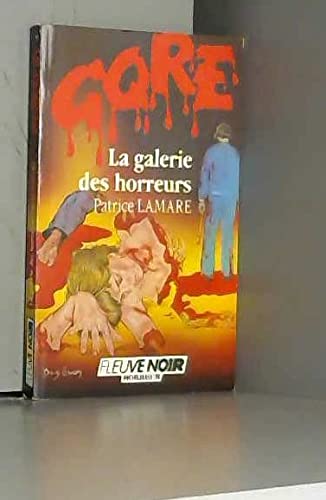 GORE
La galerie
des horreurs
Patrice LAMARE
FLEUVE NOIR